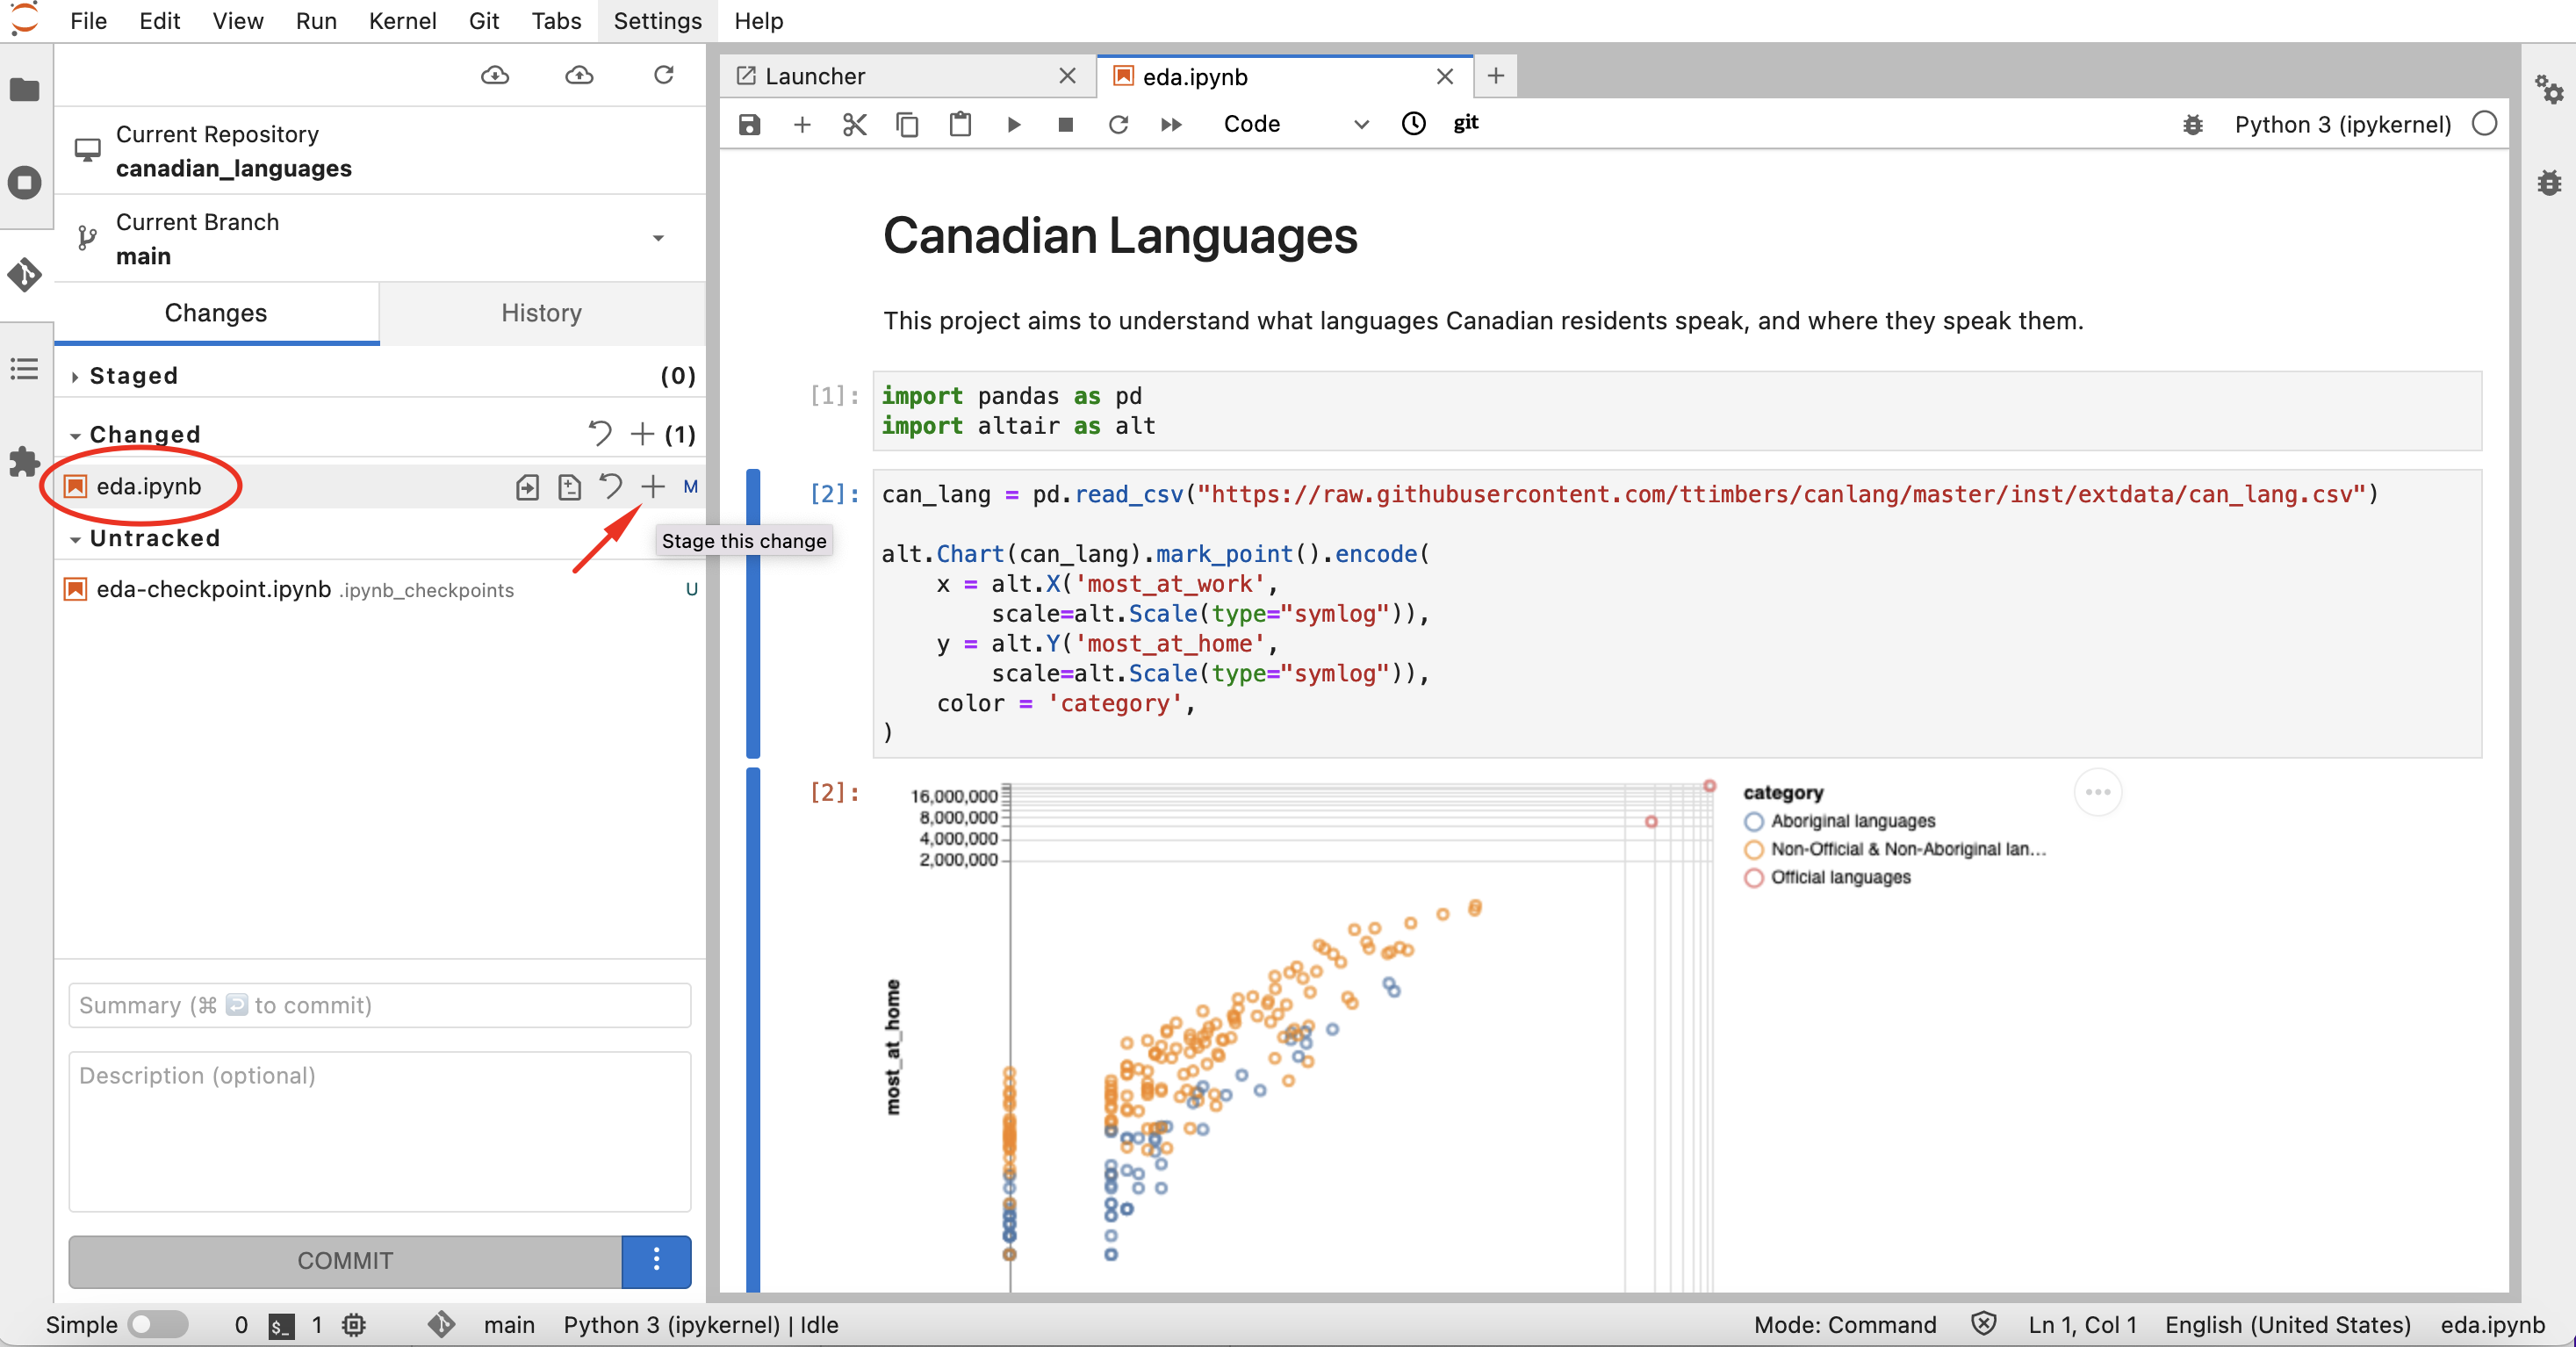 File Edit View Run Kernel Git Tabs Settings Help
Current Repository
canadian_languages
Current Branch
main
Changes History
Staged (0)
Changed (1)
eda.ipynb M
Stage this change
Untracked
eda-checkpoint.ipynb .ipynb_checkpoints U
Summary (⌘ ↩ to commit)
Description (optional)
COMMIT
Launcher eda.ipynb
Code git Python 3 (ipykernel)
Canadian Languages
This project aims to understand what languages Canadian residents speak, and where they speak them.
[1]: import pandas as pd
import altair as alt
[2]: can_lang = pd.read_csv("https://raw.githubusercontent.com/ttimbers/canlang/master/inst/extdata/can_lang.csv")
alt.Chart(can_lang).mark_point().encode(
x = alt.X('most_at_work',
scale=alt.Scale(type="symlog")),
y = alt.Y('most_at_home',
scale=alt.Scale(type="symlog")),
color = 'category',
)
[2]:
16,000,000
8,000,000
4,000,000
2,000,000
most_at_home
category
Aboriginal languages
Non-Official & Non-Aboriginal lan…
Official languages
Simple 0 $_ 1 main Python 3 (ipykernel) | Idle Mode: Command Ln 1, Col 1 English (United States) eda.ipynb